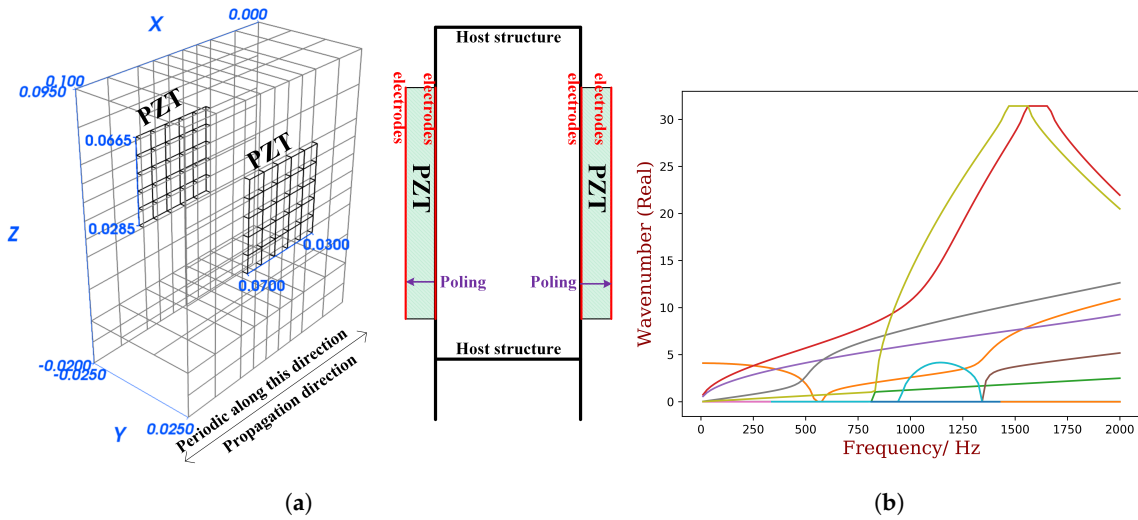 X
0.000
0.100
0.0950
PZT
0.0665
PZT
Z
0.0285
0.0300
0.0700
-0.0200
-0.0250
Periodic along this direction
Propagation direction
Y
0.0250
Host structure
electrodes
electrodes
electrodes
electrodes
PZT
PZT
Poling
Poling
Host structure
(a)
Wavenumber (Real)
30
25
20
15
10
5
0
0
250
500
750
1000
1250
1500
1750
2000
Frequency/ Hz
(b)